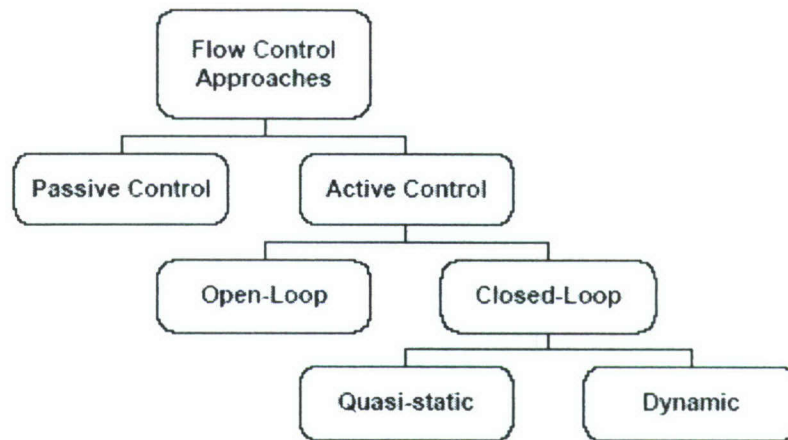 Flow Control
Approaches
Passive Control
Active Control
Open-Loop
Closed-Loop
Quasi-static
Dynamic